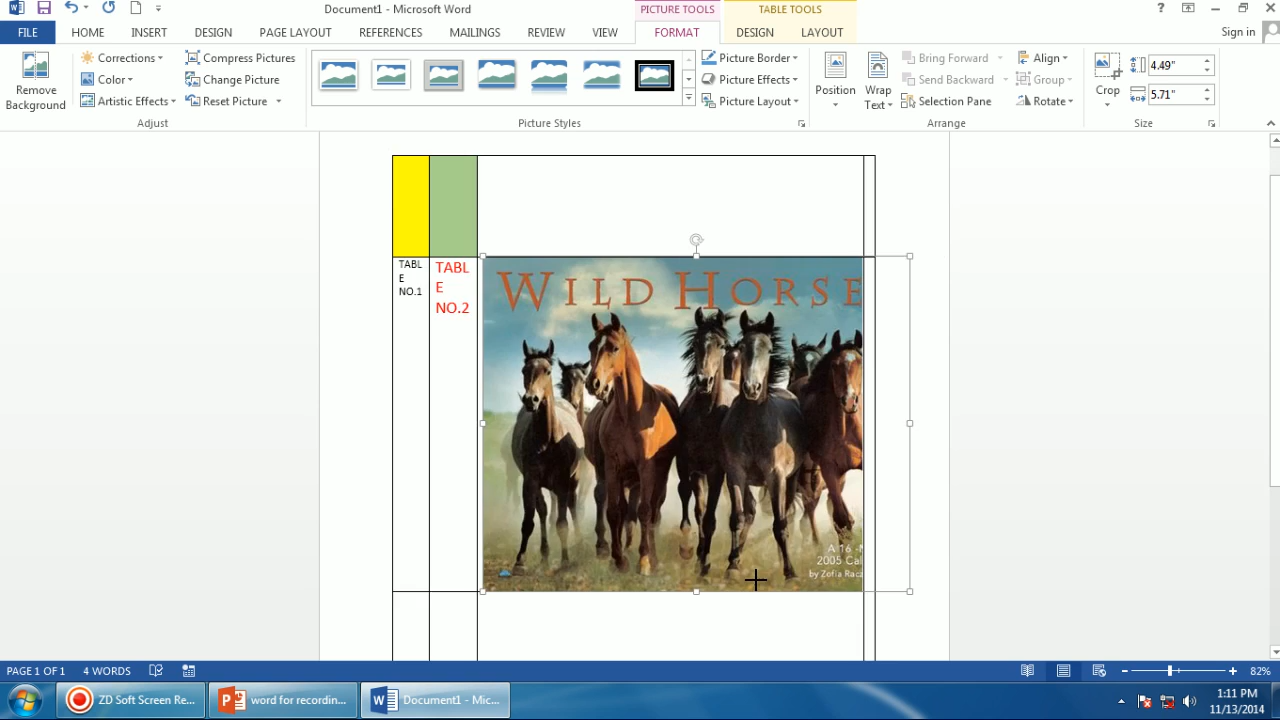 Document1 - Microsoft Word
PICTURE TOOLS
TABLE TOOLS
?
FILE
HOME
INSERT
DESIGN
PAGE LAYOUT
REFERENCES
MAILINGS
REVIEW
VIEW
FORMAT
DESIGN
LAYOUT
Sign in
Remove
Background
Corrections
Color
Artistic Effects
Compress Pictures
Change Picture
Reset Picture
Adjust
Picture Styles
Picture Border
Picture Effects
Picture Layout
Position
Wrap
Text
Bring Forward
Send Backward
Selection Pane
Align
Group
Rotate
Arrange
Crop
4.49"
5.71"
Size
TABL
E
NO.1
TABL
E
NO.2
WILD HORSE
A 16 -
2005 Cal
by Zofia Racz
PAGE 1 OF 1
4 WORDS
82%
ZD Soft Screen Re...
word for recordin...
Document1 - Mic...
1:11 PM
11/13/2014